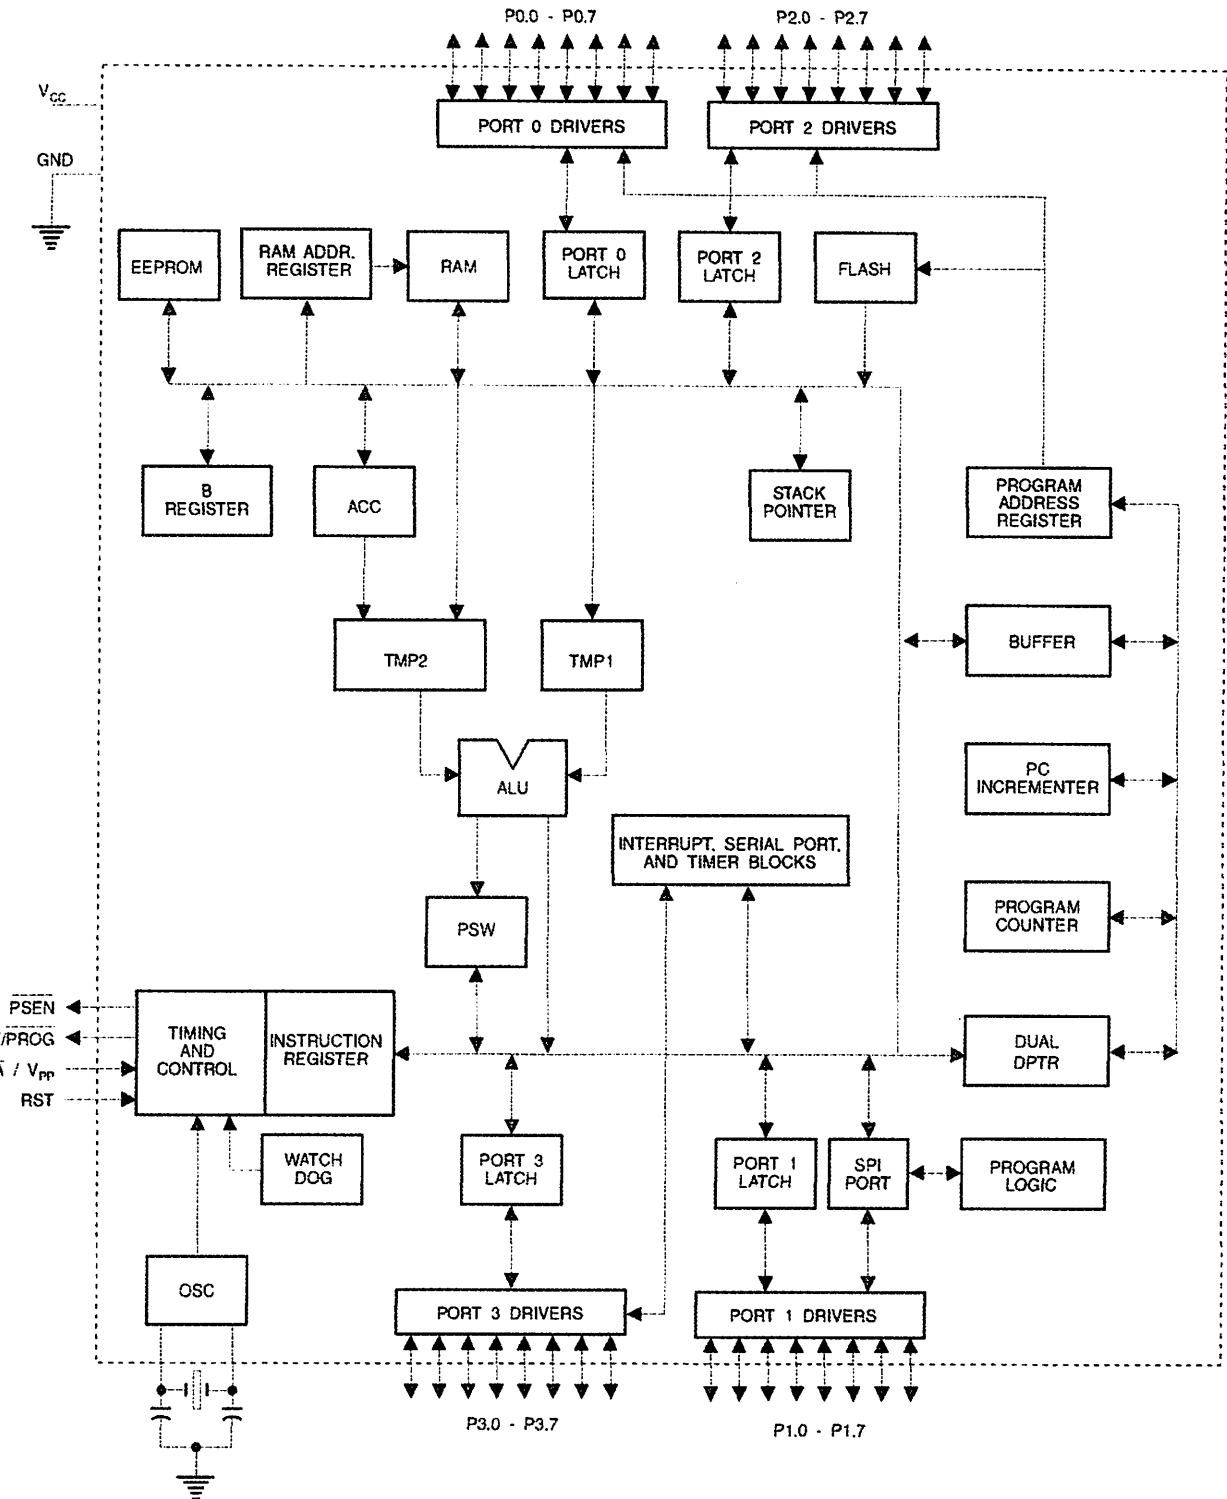 P0.0 - P0.7
P2.0 - P2.7
VCC
PORT 0 DRIVERS
PORT 2 DRIVERS
GND
EEPROM
RAM ADDR.
REGISTER
RAM
PORT 0
LATCH
PORT 2
LATCH
FLASH
B
REGISTER
ACC
STACK
POINTER
PROGRAM
ADDRESS
REGISTER
BUFFER
TMP2
TMP1
PC
INCREMENTER
ALU
INTERRUPT, SERIAL PORT,
AND TIMER BLOCKS
PROGRAM
COUNTER
PSW
PSEN
/PROG
/ VPP
RST
TIMING
AND
CONTROL
INSTRUCTION
REGISTER
DUAL
DPTR
WATCH
DOG
PORT 3
LATCH
PORT 1
LATCH
SPI
PORT
PROGRAM
LOGIC
OSC
PORT 3 DRIVERS
PORT 1 DRIVERS
P3.0 - P3.7
P1.0 - P1.7